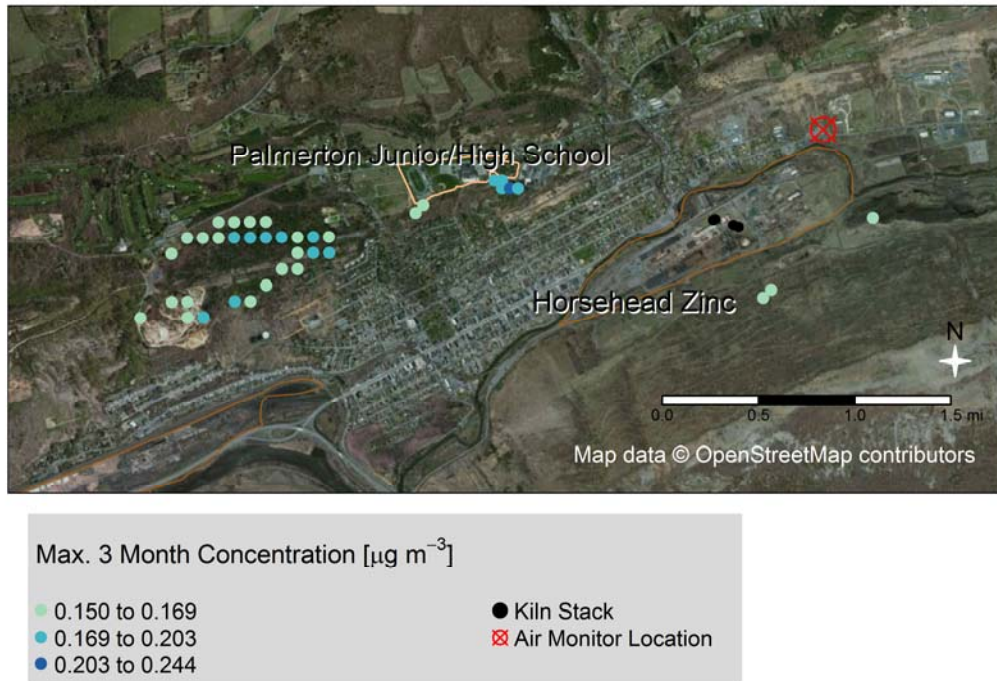 Palmerton Junior/High School
Horsehead Zinc
N
0.0 0.5 1.0 1.5 mi
Map data © OpenStreetMap contributors
Max. 3 Month Concentration [μg m⁻³]
0.150 to 0.169
0.169 to 0.203
0.203 to 0.244
Kiln Stack
Air Monitor Location